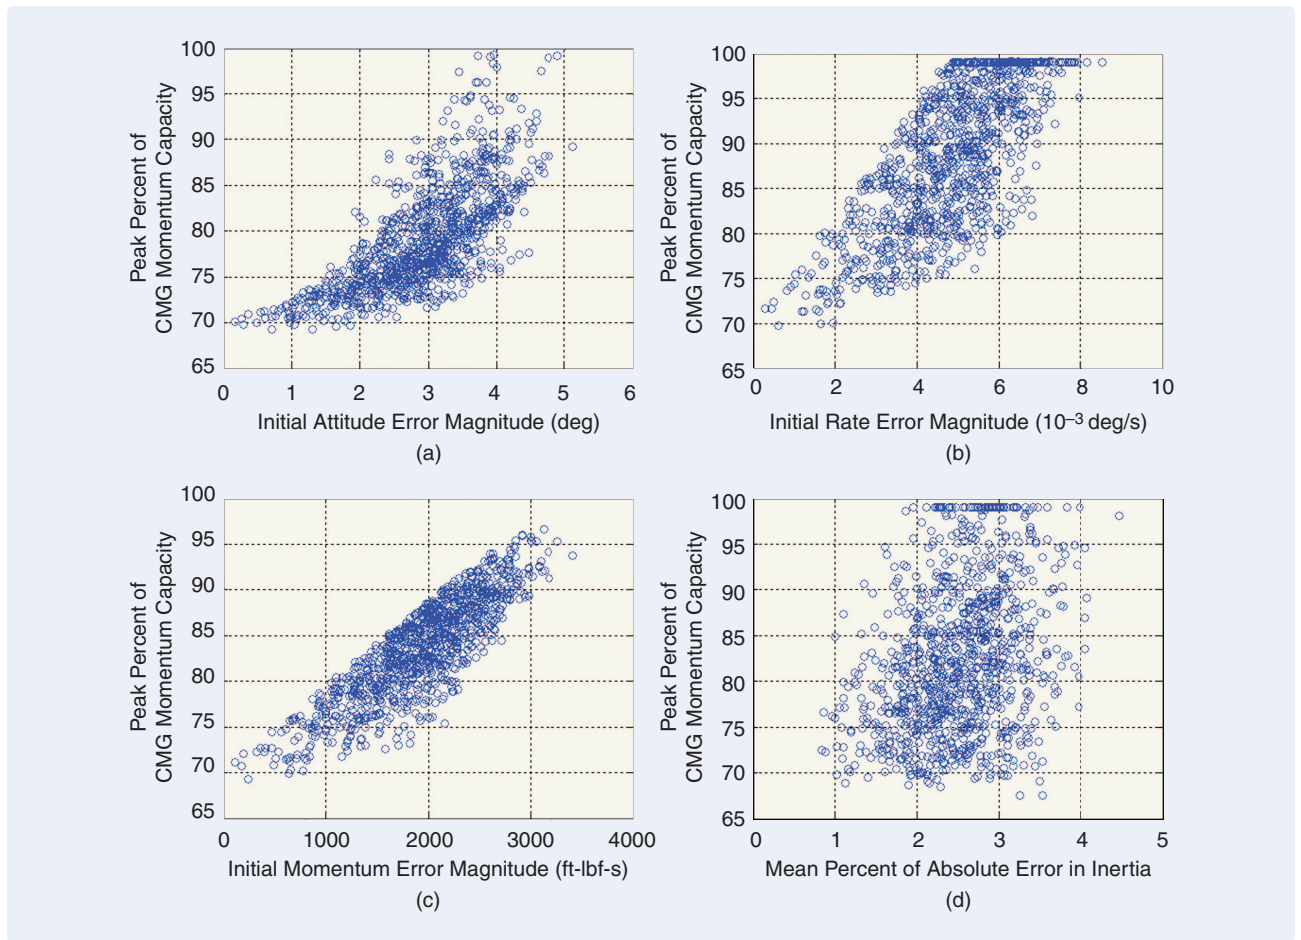 100
95
90
85
80
75
70
65
Peak Percent of
CMG Momentum Capacity
0 1 2 3 4 5 6
Initial Attitude Error Magnitude (deg)
(a)
100
95
90
85
80
75
70
65
Peak Percent of
CMG Momentum Capacity
0 2 4 6 8 10
Initial Rate Error Magnitude (10–3 deg/s)
(b)
100
95
90
85
80
75
70
65
Peak Percent of
CMG Momentum Capacity
0 1000 2000 3000 4000
Initial Momentum Error Magnitude (ft-lbf-s)
(c)
100
95
90
85
80
75
70
65
Peak Percent of
CMG Momentum Capacity
0 1 2 3 4 5
Mean Percent of Absolute Error in Inertia
(d)